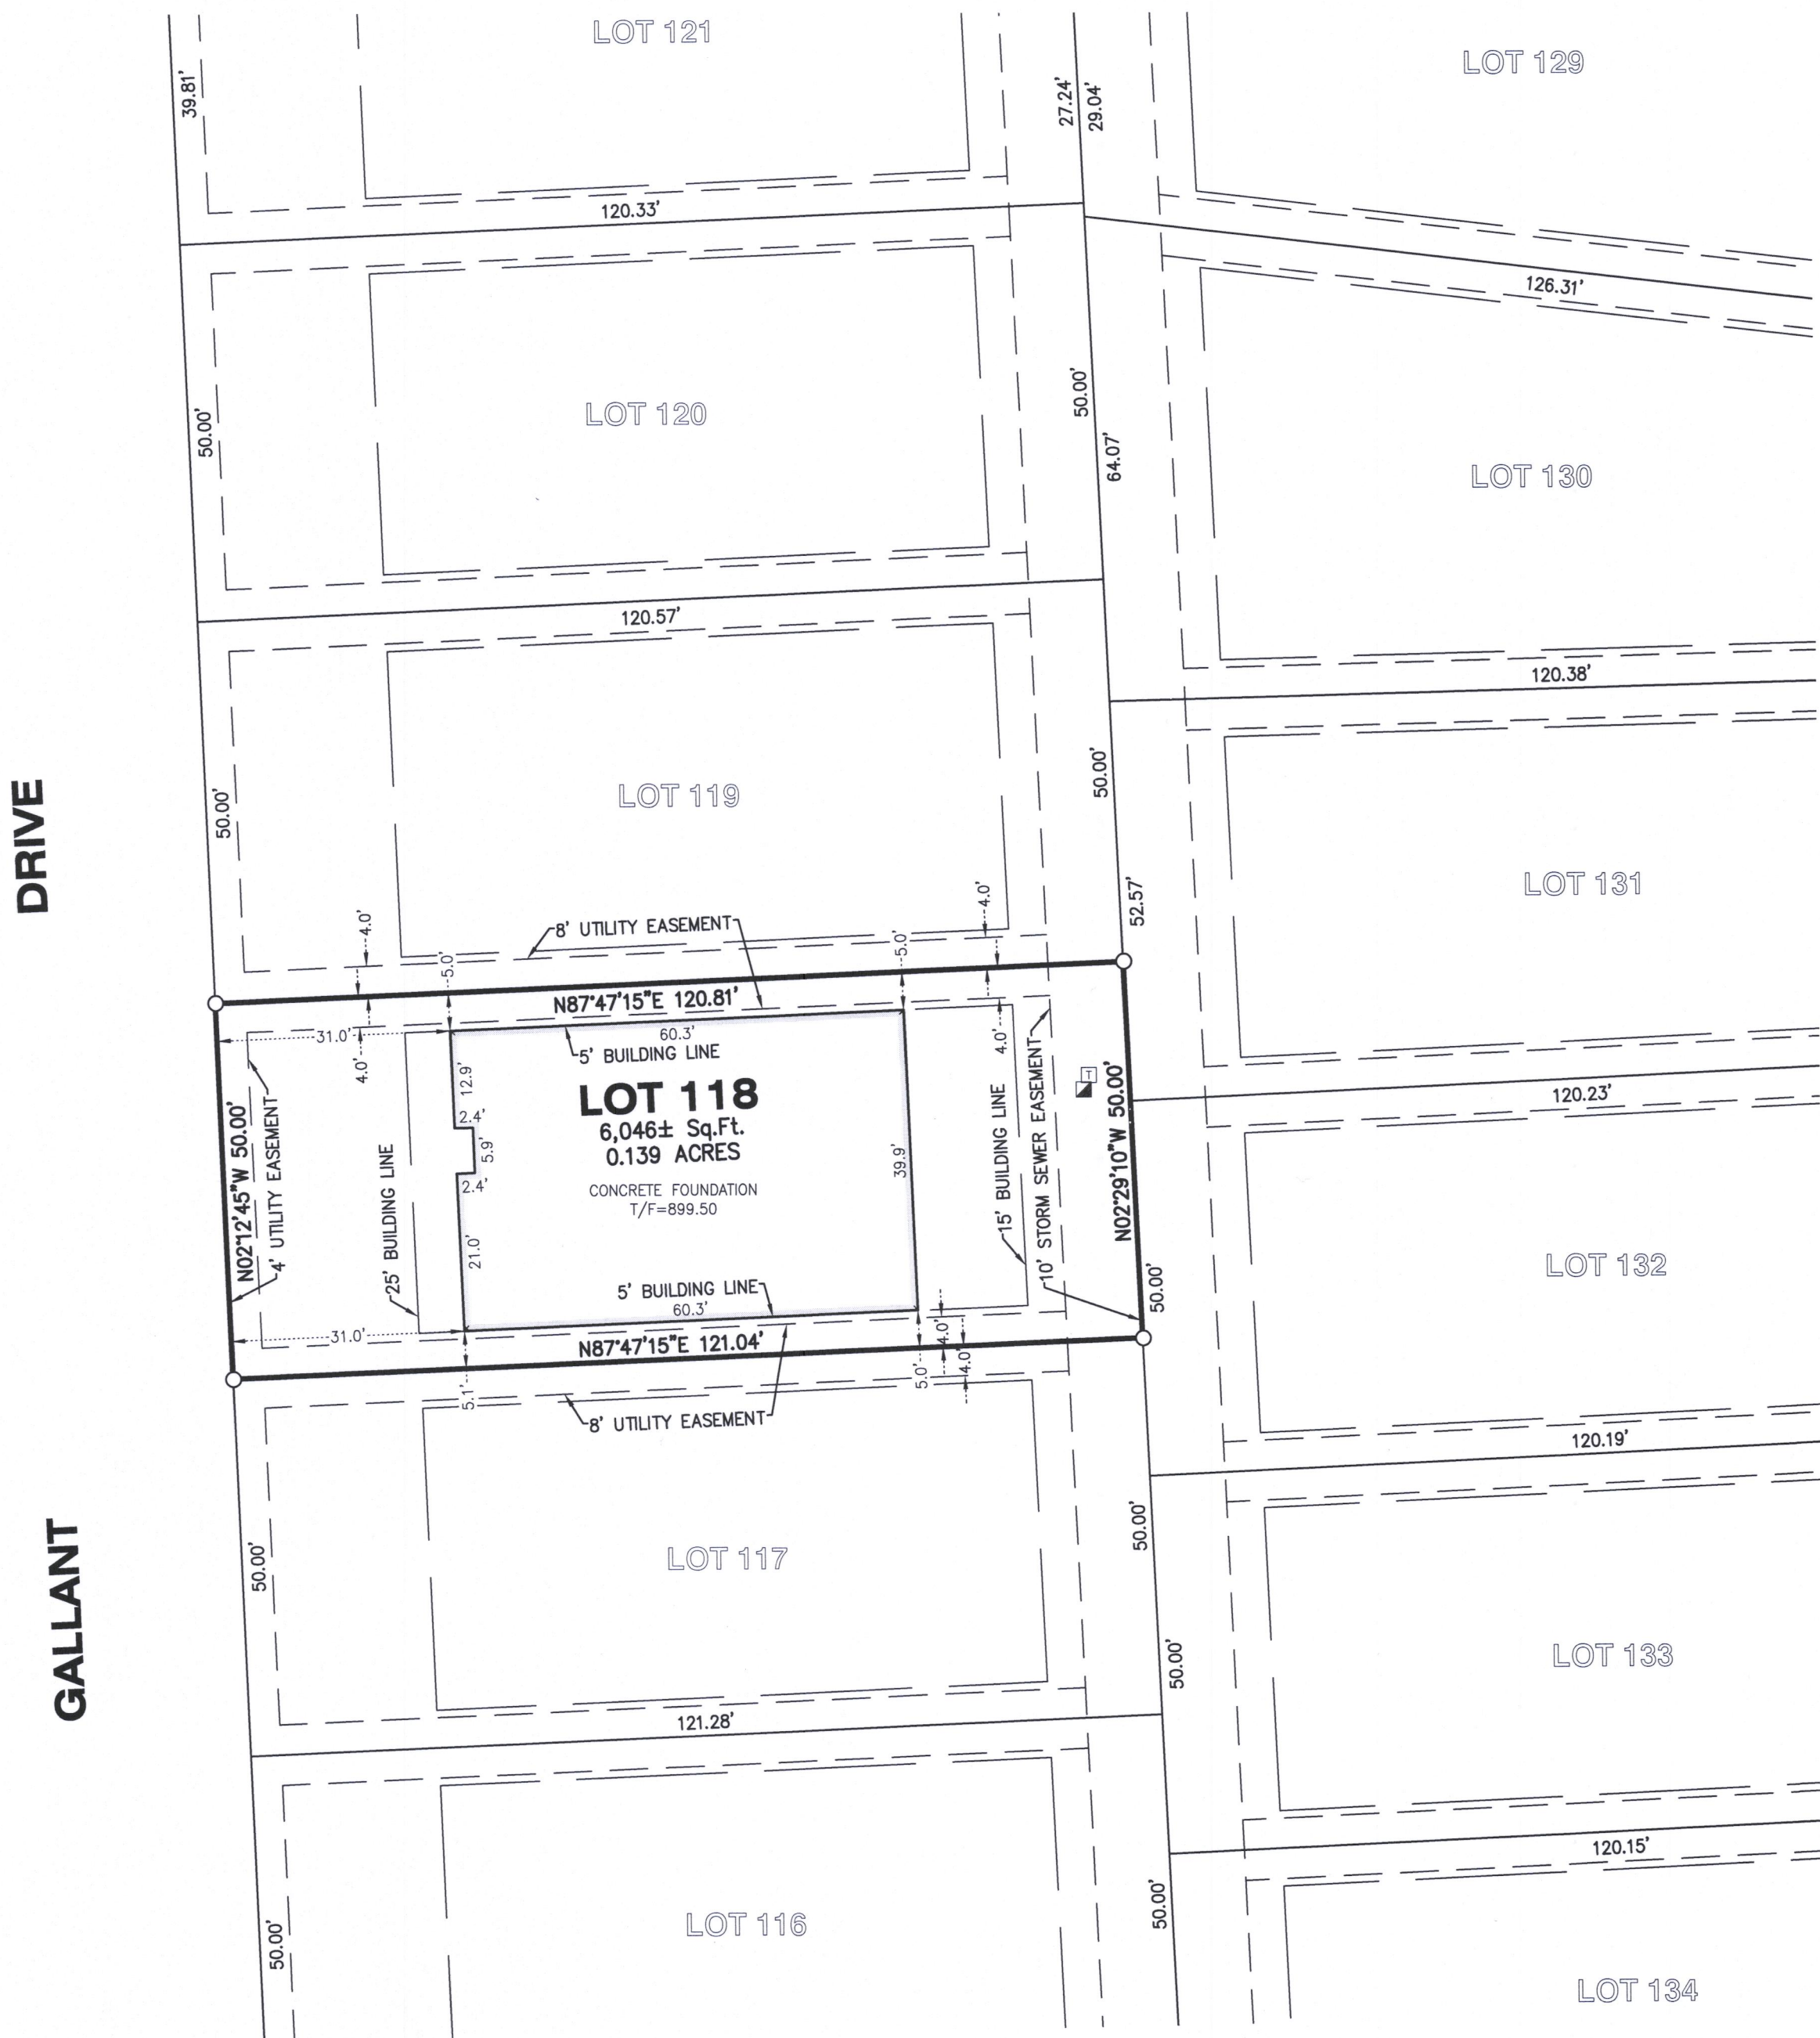 LOT 121
LOT 129
39.81'
27.24'
29.04'
120.33'
126.31'
50.00'
LOT 120
50.00'
64.07'
LOT 130
120.57'
120.38'
DRIVE
50.00'
LOT 119
50.00'
52.57'
LOT 131
4.0'
8' UTILITY EASEMENT
4.0'
5.0'
5.0'
N87°47'15"E 120.81'
31.0'
60.3'
5' BUILDING LINE
4.0'
4.0'
12.9'
2.4'
5.9'
2.4'
21.0'
LOT 118
6,046± Sq.Ft.
0.139 ACRES
CONCRETE FOUNDATION
T/F=899.50
39.9'
N02°12'45"W 50.00'
4' UTILITY EASEMENT
25' BUILDING LINE
15' BUILDING LINE
10' STORM SEWER EASEMENT
T
N02°29'10"W 50.00'
50.00'
120.23'
LOT 132
5' BUILDING LINE
60.3'
31.0'
N87°47'15"E 121.04'
4.0'
4.0'
5.1'
5.0'
8' UTILITY EASEMENT
120.19'
GALLANT
50.00'
LOT 117
50.00'
50.00'
LOT 133
121.28'
120.15'
50.00'
LOT 116
50.00'
LOT 134